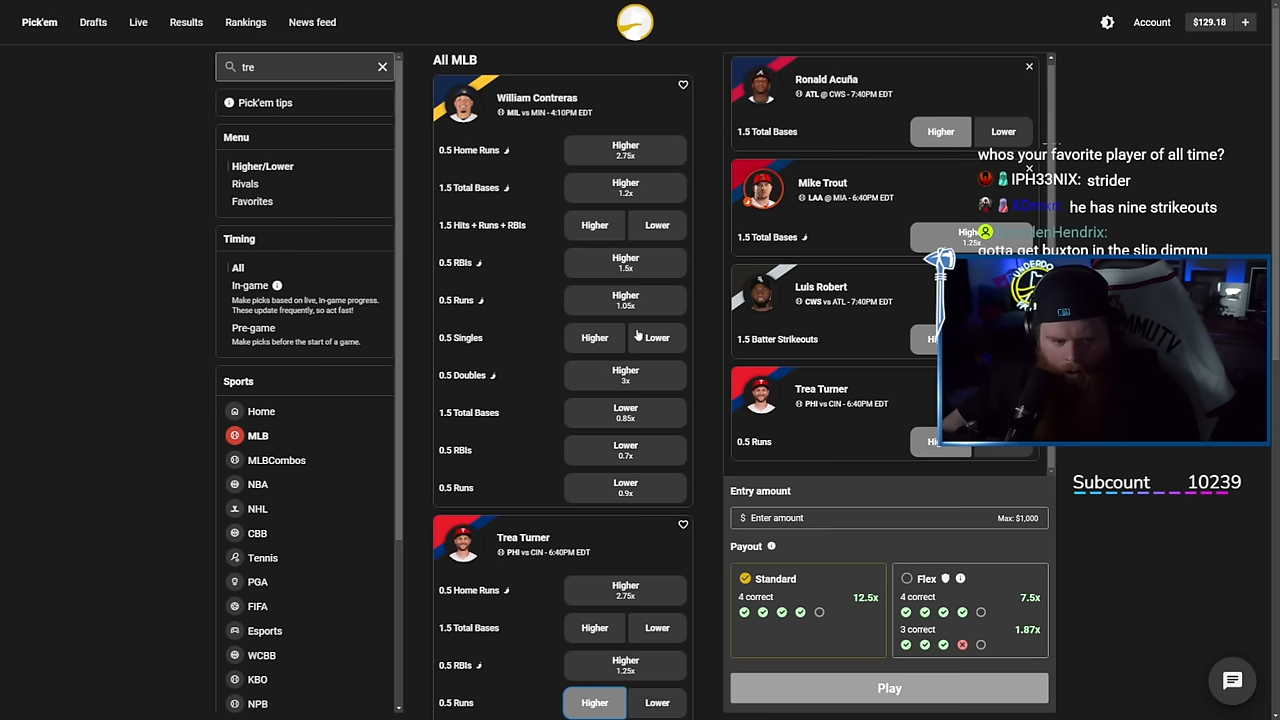 Pick'em
Drafts
Live
Results
Rankings
News feed
Account
$129.18
+
tre
Pick'em tips
Menu
Higher/Lower
Rivals
Favorites
Timing
All
In-game
Make picks based on live, in-game progress.
These update frequently, so act fast!
Pre-game
Make picks before the start of a game.
Sports
Home
MLB
MLBCombos
NBA
NHL
CBB
Tennis
PGA
FIFA
Esports
WCBB
KBO
NPB
All MLB
William Contreras
MIL vs MIN - 4:10PM EDT
0.5 Home Runs
Higher
2.75x
1.5 Total Bases
Higher
1.2x
1.5 Hits + Runs + RBIs
Higher
Lower
0.5 RBIs
Higher
1.5x
0.5 Runs
Higher
1.05x
0.5 Singles
Higher
Lower
0.5 Doubles
Higher
3x
1.5 Total Bases
Lower
0.85x
0.5 RBIs
Lower
0.7x
0.5 Runs
Lower
0.9x
Trea Turner
PHI vs CIN - 6:40PM EDT
0.5 Home Runs
Higher
2.75x
1.5 Total Bases
Higher
Lower
0.5 RBIs
Higher
1.25x
0.5 Runs
Higher
Lower
Ronald Acuña
ATL @ CWS - 7:40PM EDT
1.5 Total Bases
Higher
Lower
Mike Trout
LAA @ MIA - 6:40PM EDT
1.5 Total Bases
1.25x
Luis Robert
CWS vs ATL - 7:40PM EDT
1.5 Batter Strikeouts
Trea Turner
PHI vs CIN - 6:40PM EDT
0.5 Runs
Entry amount
$ Enter amount
Max: $1,000
Payout
Standard
4 correct
12.5x
Flex
4 correct
7.5x
3 correct
1.87x
Play
whos your favorite player of all time?
IPH33NIX: strider
he has nine strikeouts
gotta get buxton in the slip dimmu
Subcount 10239